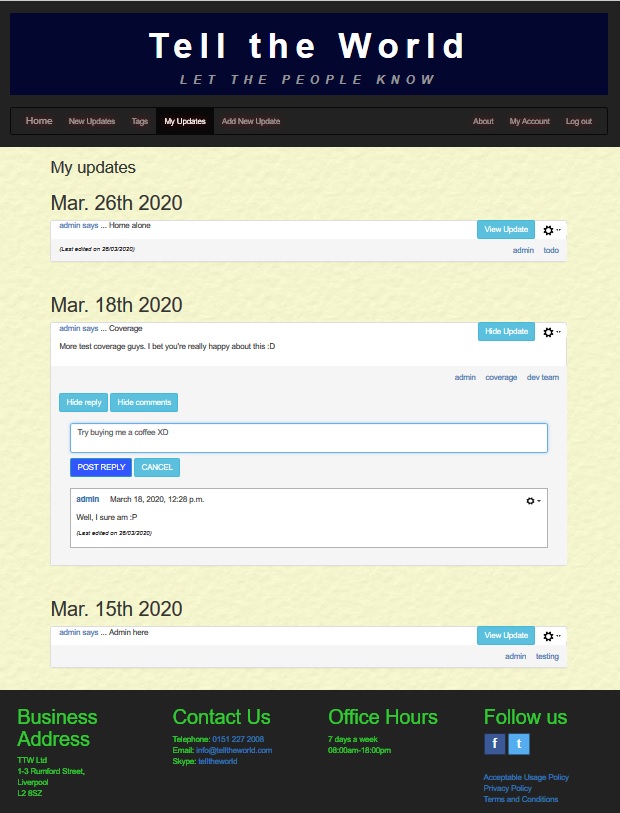 Tell the World
LET THE PEOPLE KNOW
Home New Updates Tags My Updates Add New Update About My Account Log out
My updates
Mar. 26th 2020
admin says ... Home alone View Update
(Last edited on 26/03/2020)
admin todo
Mar. 18th 2020
admin says ... Coverage Hide Update
More test coverage guys. I bet you're really happy about this :D
admin coverage dev team
Hide reply Hide comments
Try buying me a coffee XD
POST REPLY CANCEL
admin March 18, 2020, 12:28 p.m.
Well, I sure am :P
(Last edited on 26/03/2020)
Mar. 15th 2020
admin says ... Admin here View Update
admin testing
Business Address
TTW Ltd
1-3 Rumford Street,
Liverpool
L2 8SZ
Contact Us
Telephone: 0151 227 2008
Email: info@telltheworld.com
Skype: telltheworld
Office Hours
7 days a week
08:00am-18:00pm
Follow us
f t
Acceptable Usage Policy
Privacy Policy
Terms and Conditions